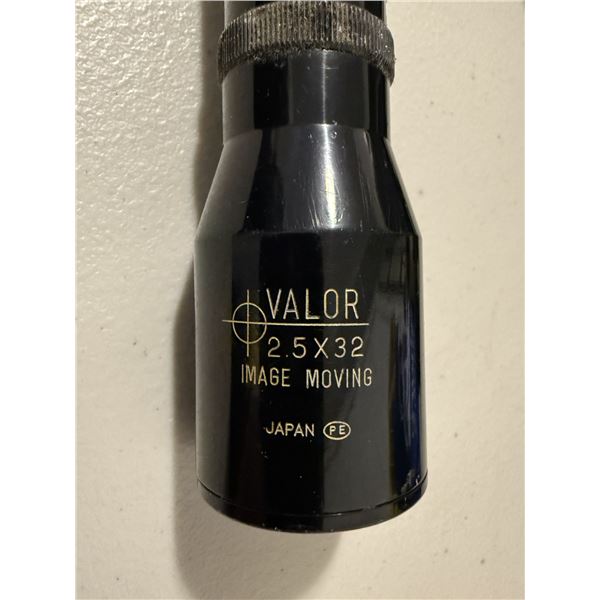 VALOR
2.5X32
IMAGE MOVING
JAPAN PE